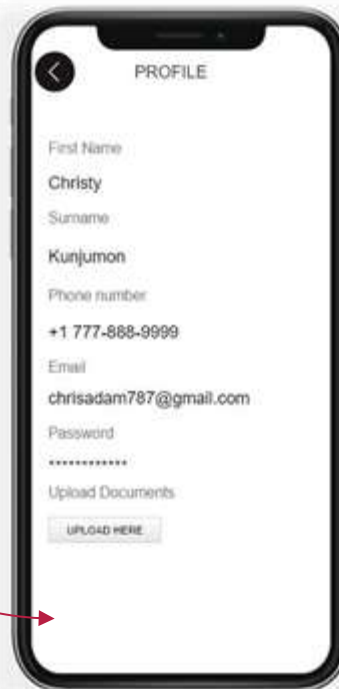 PROFILE
First Name
Christy
Surname
Kunjumon
Phone number
+1 777-888-9999
Email
chrisadam787@gmail.com
Password
************
Upload Documents
UPLOAD HERE